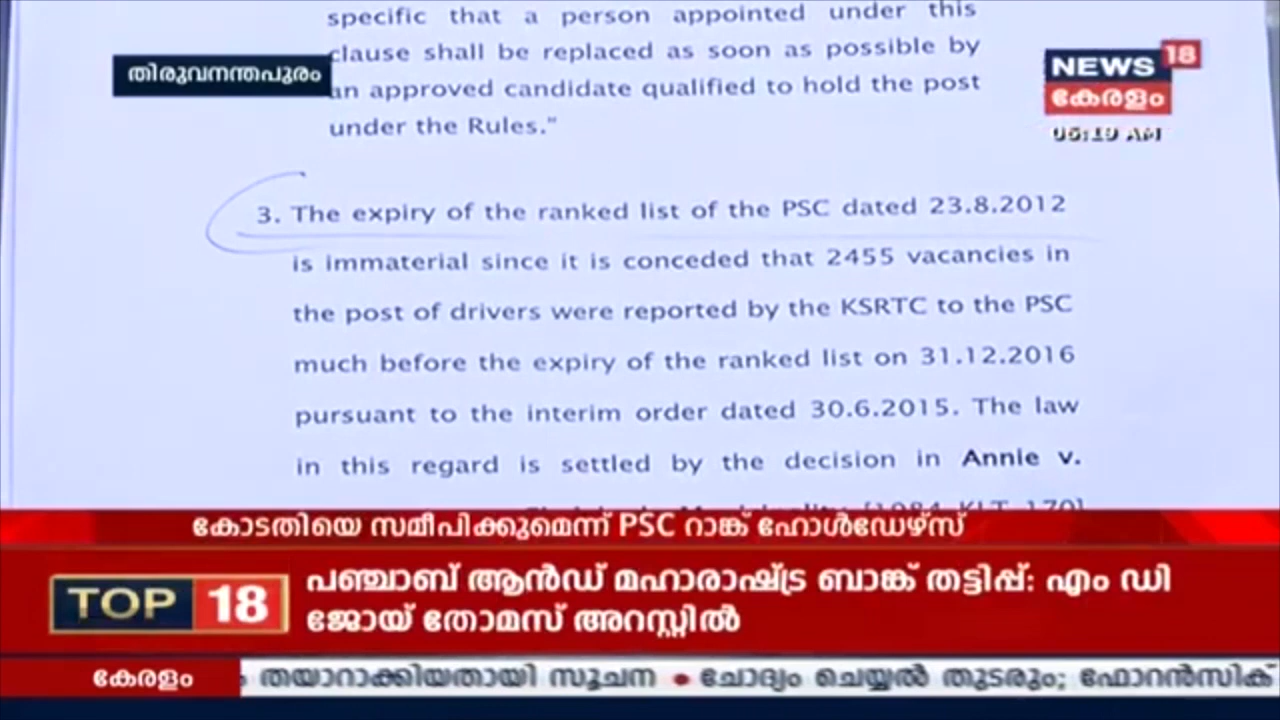 specific that a person appointed under this
clause shall be replaced as soon as possible by
an approved candidate qualified to hold the post
under the Rules."
തിരുവനന്തപുരം
NEWS 18
കേരളം
06:19 AM
3. The expiry of the ranked list of the PSC dated 23.8.2012
is immaterial since it is conceded that 2455 vacancies in
the post of drivers were reported by the KSRTC to the PSC
much before the expiry of the ranked list on 31.12.2016
pursuant to the interim order dated 30.6.2015. The law
in this regard is settled by the decision in Annie v.
[1984 KLT 170]
കോടതിയെ സമീപിക്കുമെന്ന് PSC റാങ്ക് ഹോൾഡേഴ്സ്
TOP 18
പഞ്ചാബ് ആൻഡ് മഹാരാഷ്ട്ര ബാങ്ക് തട്ടിപ്പ്: എം ഡി
ജോയ് തോമസ് അറസ്റ്റിൽ
കേരളം
തയാറാക്കിയതായി സൂചന • ചോദ്യം ചെയ്യൽ തുടരും; ഫോറൻസിക്